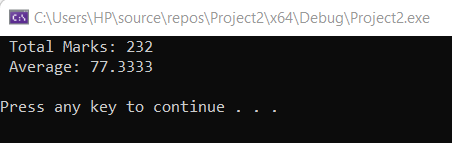 C:\Users\HP\source\repos\Project2\x64\Debug\Project2.exe
Total Marks: 232
Average: 77.3333
Press any key to continue . . .